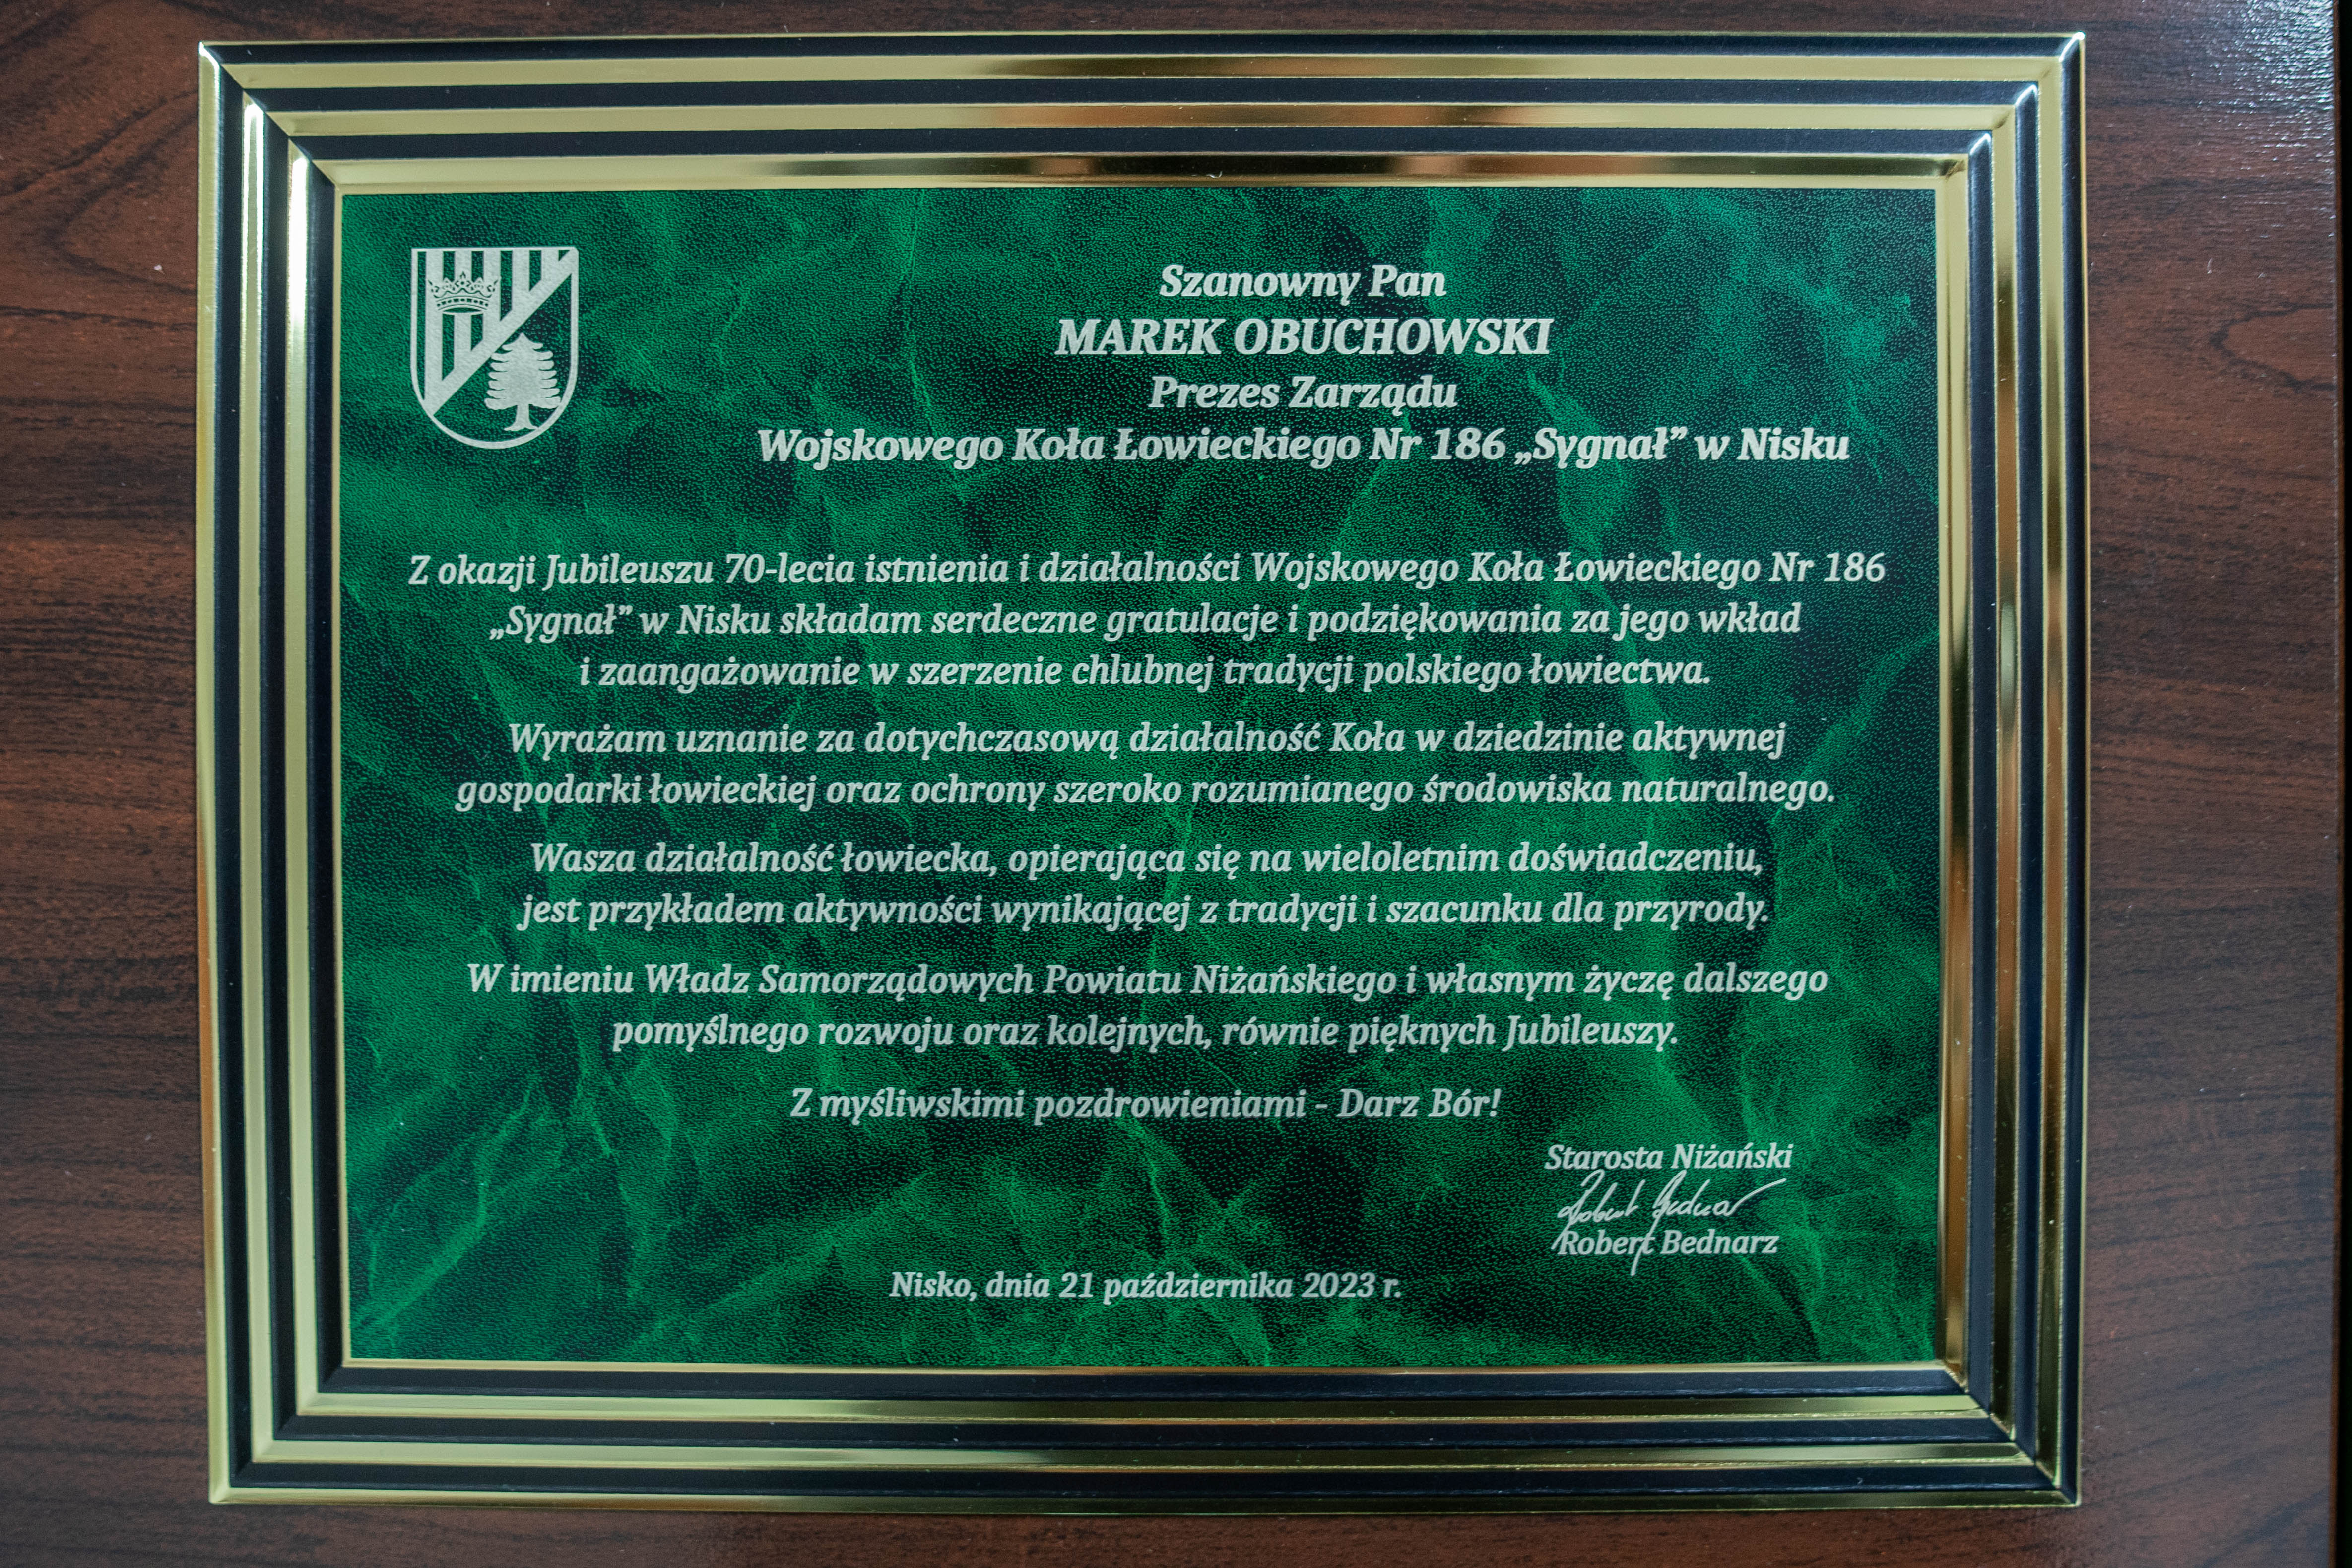 Szanowny Pan
MAREK OBUCHOWSKI
Prezes Zarządu
Wojskowego Koła Łowieckiego Nr 186 „Sygnał” w Nisku
Z okazji Jubileuszu 70-lecia istnienia i działalności Wojskowego Koła Łowieckiego Nr 186
„Sygnał” w Nisku składam serdeczne gratulacje i podziękowania za jego wkład
i zaangażowanie w szerzenie chlubnej tradycji polskiego łowiectwa.
Wyrażam uznanie za dotychczasową działalność Koła w dziedzinie aktywnej
gospodarki łowieckiej oraz ochrony szeroko rozumianego środowiska naturalnego.
Wasza działalność łowiecka, opierająca się na wieloletnim doświadczeniu,
jest przykładem aktywności wynikającej z tradycji i szacunku dla przyrody.
W imieniu Władz Samorządowych Powiatu Niżańskiego i własnym życzę dalszego
pomyślnego rozwoju oraz kolejnych, równie pięknych Jubileuszy.
Z myśliwskimi pozdrowieniami - Darz Bór!
Starosta Niżański
Robert Bednarz
Robert Bednarz
Nisko, dnia 21 października 2023 r.